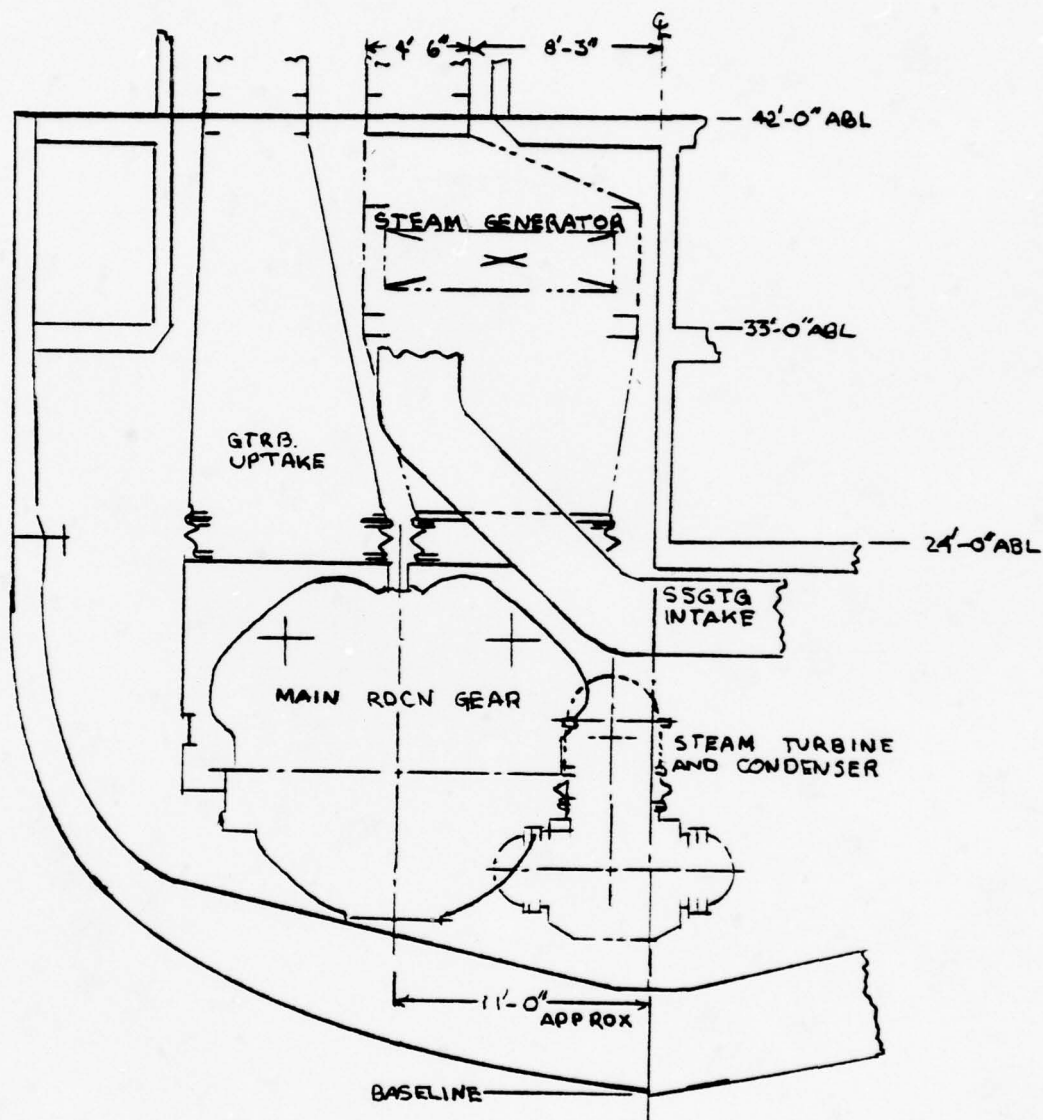 ℄
4' 6"
8'-3"
42'-0" ABL
STEAM GENERATOR
33'-0" ABL
GTRB.
UPTAKE
24'-0" ABL
SSGTG
INTAKE
MAIN RDCN GEAR
STEAM TURBINE
AND CONDENSER
11'-0"
APPROX
BASELINE